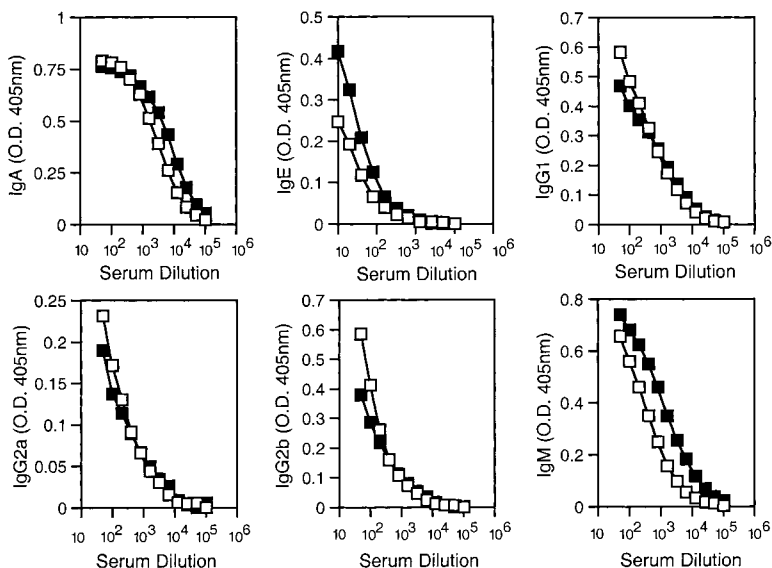 IgA (O.D. 405nm)
1
0.75
0.5
0.25
0
10 10² 10³ 10⁴ 10⁵ 10⁶
Serum Dilution
IgE (O.D. 405nm)
0.5
0.4
0.3
0.2
0.1
0
10 10² 10³ 10⁴ 10⁵ 10⁶
Serum Dilution
IgG1 (O.D. 405nm)
0.7
0.6
0.5
0.4
0.3
0.2
0.1
0
10 10² 10³ 10⁴ 10⁵ 10⁶
Serum Dilution
IgG2a (O.D. 405nm)
0.25
0.2
0.15
0.1
0.05
0
10 10² 10³ 10⁴ 10⁵ 10⁶
Serum Dilution
IgG2b (O.D. 405nm)
0.7
0.6
0.5
0.4
0.3
0.2
0.1
0
10 10² 10³ 10⁴ 10⁵ 10⁶
Serum Dilution
IgM (O.D. 405nm)
0.8
0.6
0.4
0.2
0
10 10² 10³ 10⁴ 10⁵ 10⁶
Serum Dilution